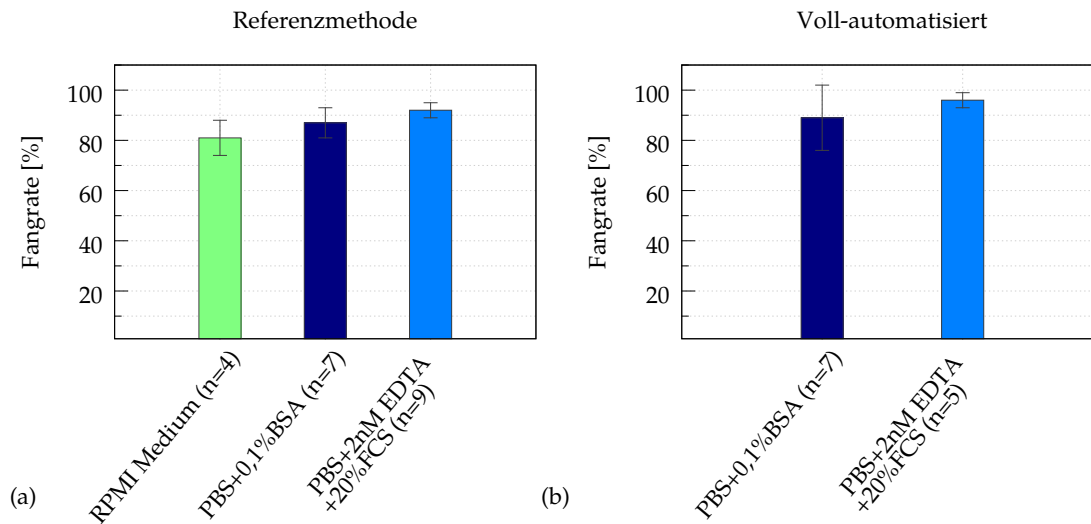 Referenzmethode
Fangrate [%]
100
80
60
40
20
RPMI Medium (n=4)
PBS+0,1%BSA (n=7)
PBS+2nM EDTA
+20%FCS (n=9)
(a)
Voll-automatisiert
Fangrate [%]
100
80
60
40
20
PBS+0,1%BSA (n=7)
PBS+2nM EDTA
+20%FCS (n=5)
(b)